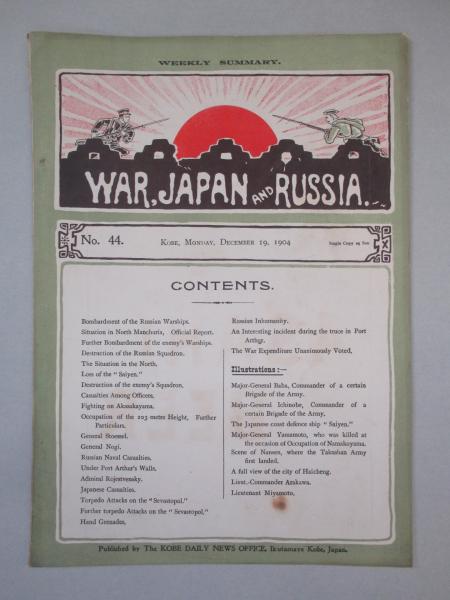 WEEKLY SUMMARY.
WAR, JAPAN AND RUSSIA.
No. 44.
KOBE, MONDAY, DECEMBER 19, 1904
Single Copy 25 Sen
CONTENTS.
Bombardment of the Russian Warships.
Situation in North Manchuria, Official Report.
Further Bombardment of the enemy's Warships.
Destruction of the Russian Squadron.
The Situation in the North.
Loss of the "Saiyen."
Destruction of the enemy's Squadron.
Casualties Among Officers.
Fighting on Akasakayama.
Occupation of the 203-metre Height, Further
Particulars.
General Stoessel.
General Nogi.
Russian Naval Casualties.
Under Port Arthur's Walls.
Admiral Rojestvensky.
Japanese Casualties.
Torpedo Attacks on the "Sevastopol."
Further torpedo Attacks on the "Sevastopol."
Hand Grenades.
Russian Inhumanity.
An Interesting incident during the truce in Port
Arthur.
The War Expenditure Unanimously Voted.
Illustrations:—
Major-General Baba, Commander of a certain
Brigade of the Army.
Major-General Ichinobe, Commander of a
certain Brigade of the Army.
The Japanese coast defence ship "Saiyen."
Major-General Yamamoto, who was killed at
the occasion of Occupation of Namakoyama.
Scene of Nansen, where the Takushan Army
first landed.
A full view of the city of Haicheng.
Lieut.-Commander Arakawa.
Lieutenant Miyamoto.
Published by The KOBE DAILY NEWS OFFICE, Ikutamaye Kobe, Japan.